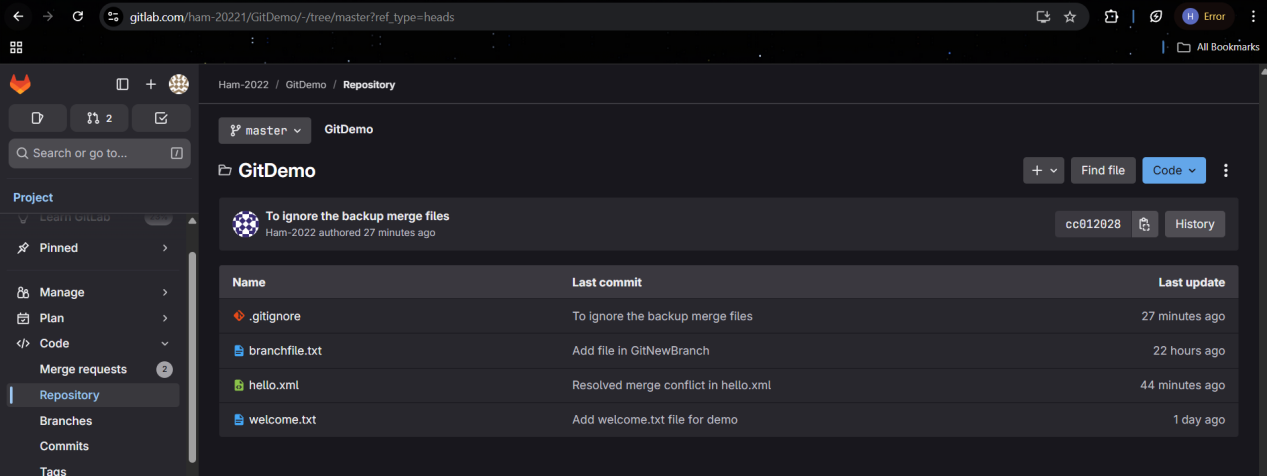 gitlab.com/ham-20221/GitDemo/-/tree/master?ref_type=heads
H Error
All Bookmarks
Ham-2022 / GitDemo / Repository
2
Search or go to... /
master GitDemo
GitDemo
Find file Code
Project
Learn GitLab
Pinned
Manage
Plan
Code
Merge requests 2
Repository
Branches
Commits
Tags
To ignore the backup merge files
Ham-2022 authored 27 minutes ago
cc012028 History
Name Last commit Last update
.gitignore To ignore the backup merge files 27 minutes ago
branchfile.txt Add file in GitNewBranch 22 hours ago
hello.xml Resolved merge conflict in hello.xml 44 minutes ago
welcome.txt Add welcome.txt file for demo 1 day ago